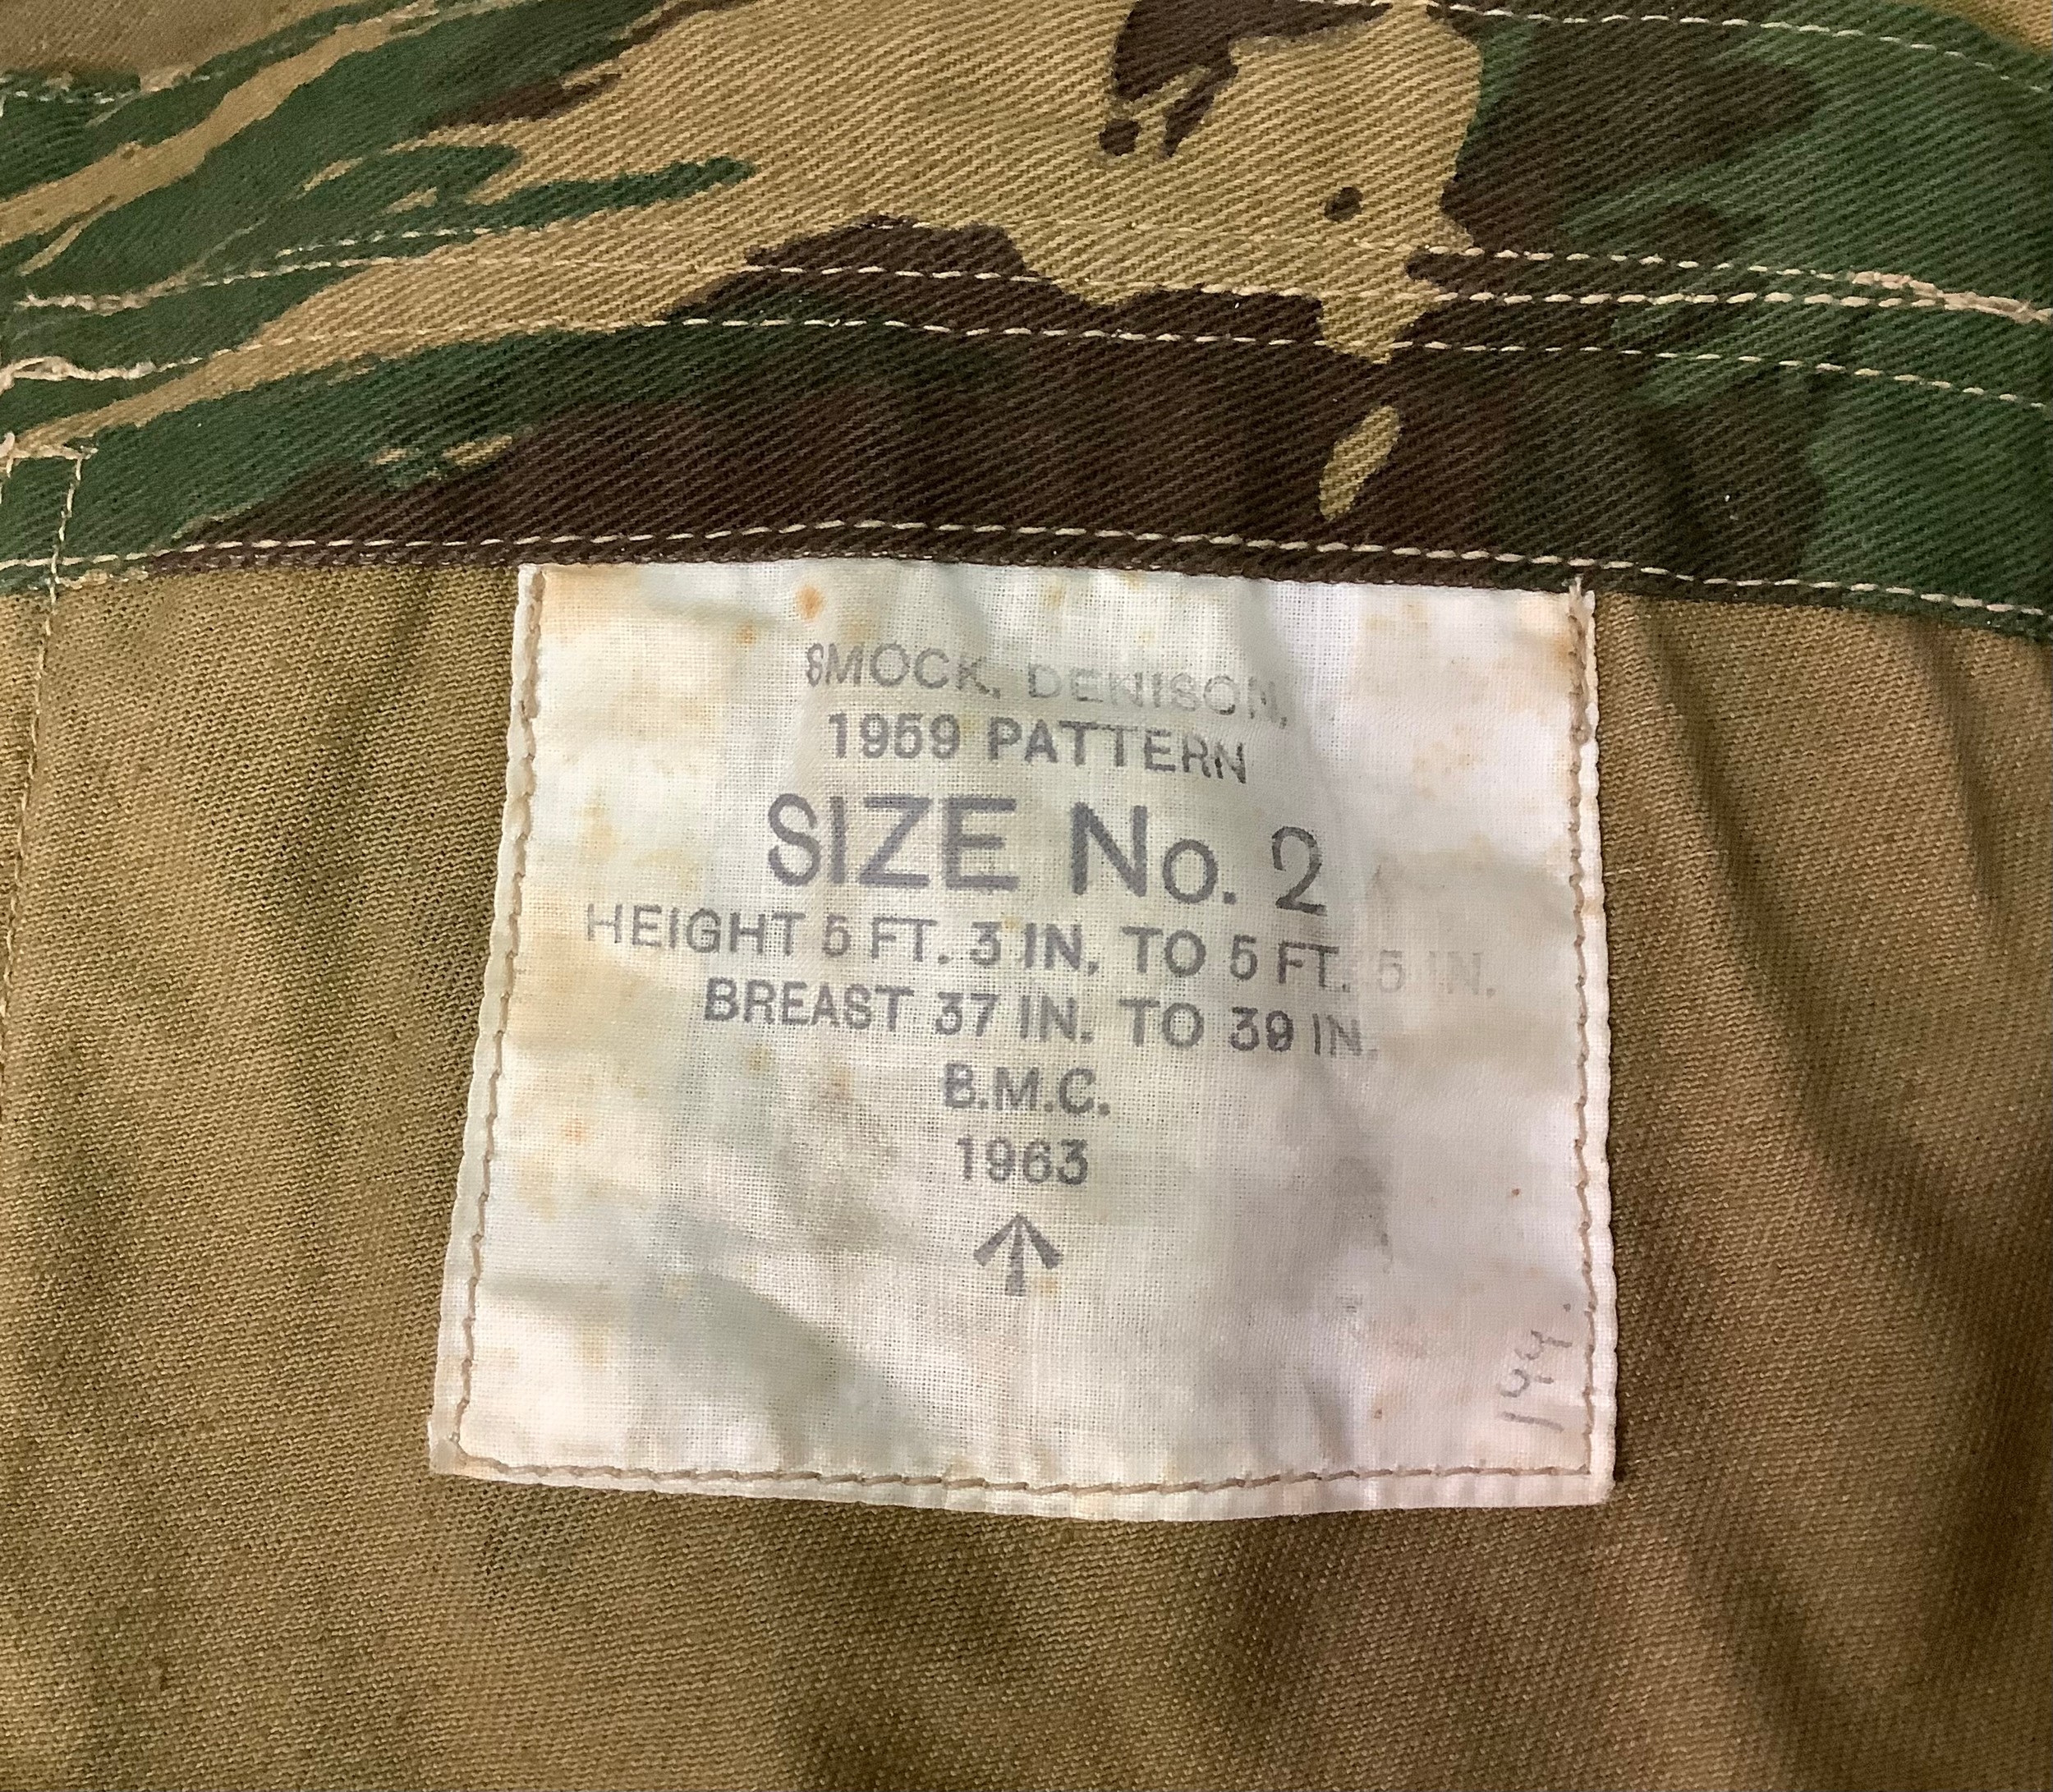 SMOCK, DENISON,
1959 PATTERN
SIZE No. 2
HEIGHT 5 FT. 3 IN. TO 5 FT. 5 IN.
BREAST 37 IN. TO 39 IN.
B.M.C.
1963